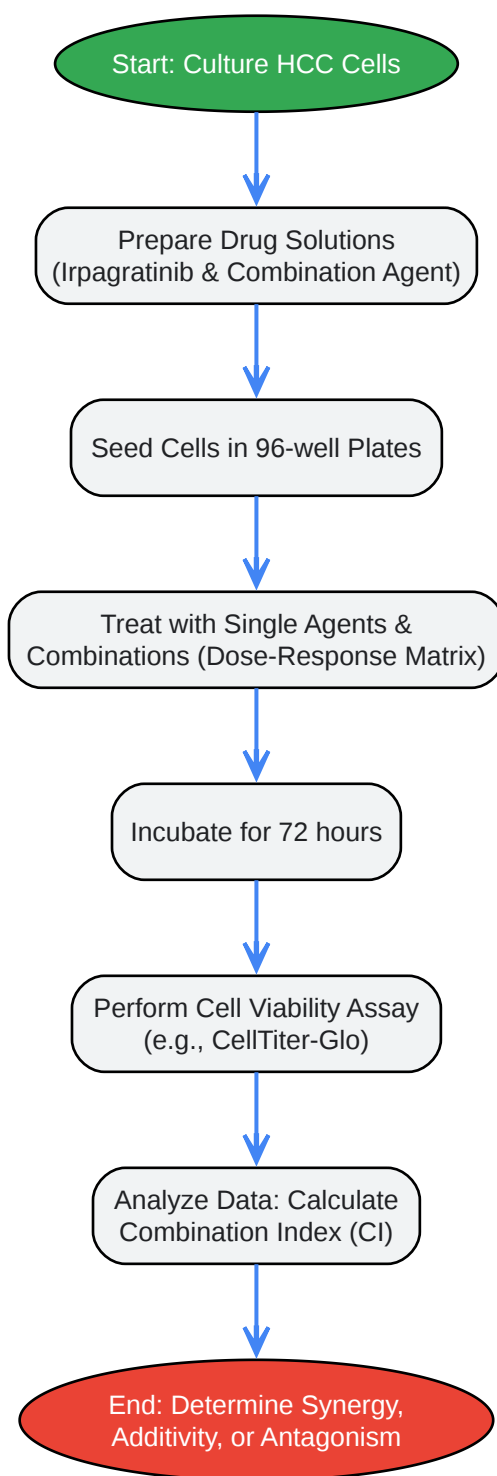 Start: Culture HCC Cells
Prepare Drug Solutions
(Irpagratinib & Combination Agent)
Seed Cells in 96-well Plates
Treat with Single Agents &
Combinations (Dose-Response Matrix)
Incubate for 72 hours
Perform Cell Viability Assay
(e.g., CellTiter-Glo)
Analyze Data: Calculate
Combination Index (CI)
End: Determine Synergy,
Additivity, or Antagonism